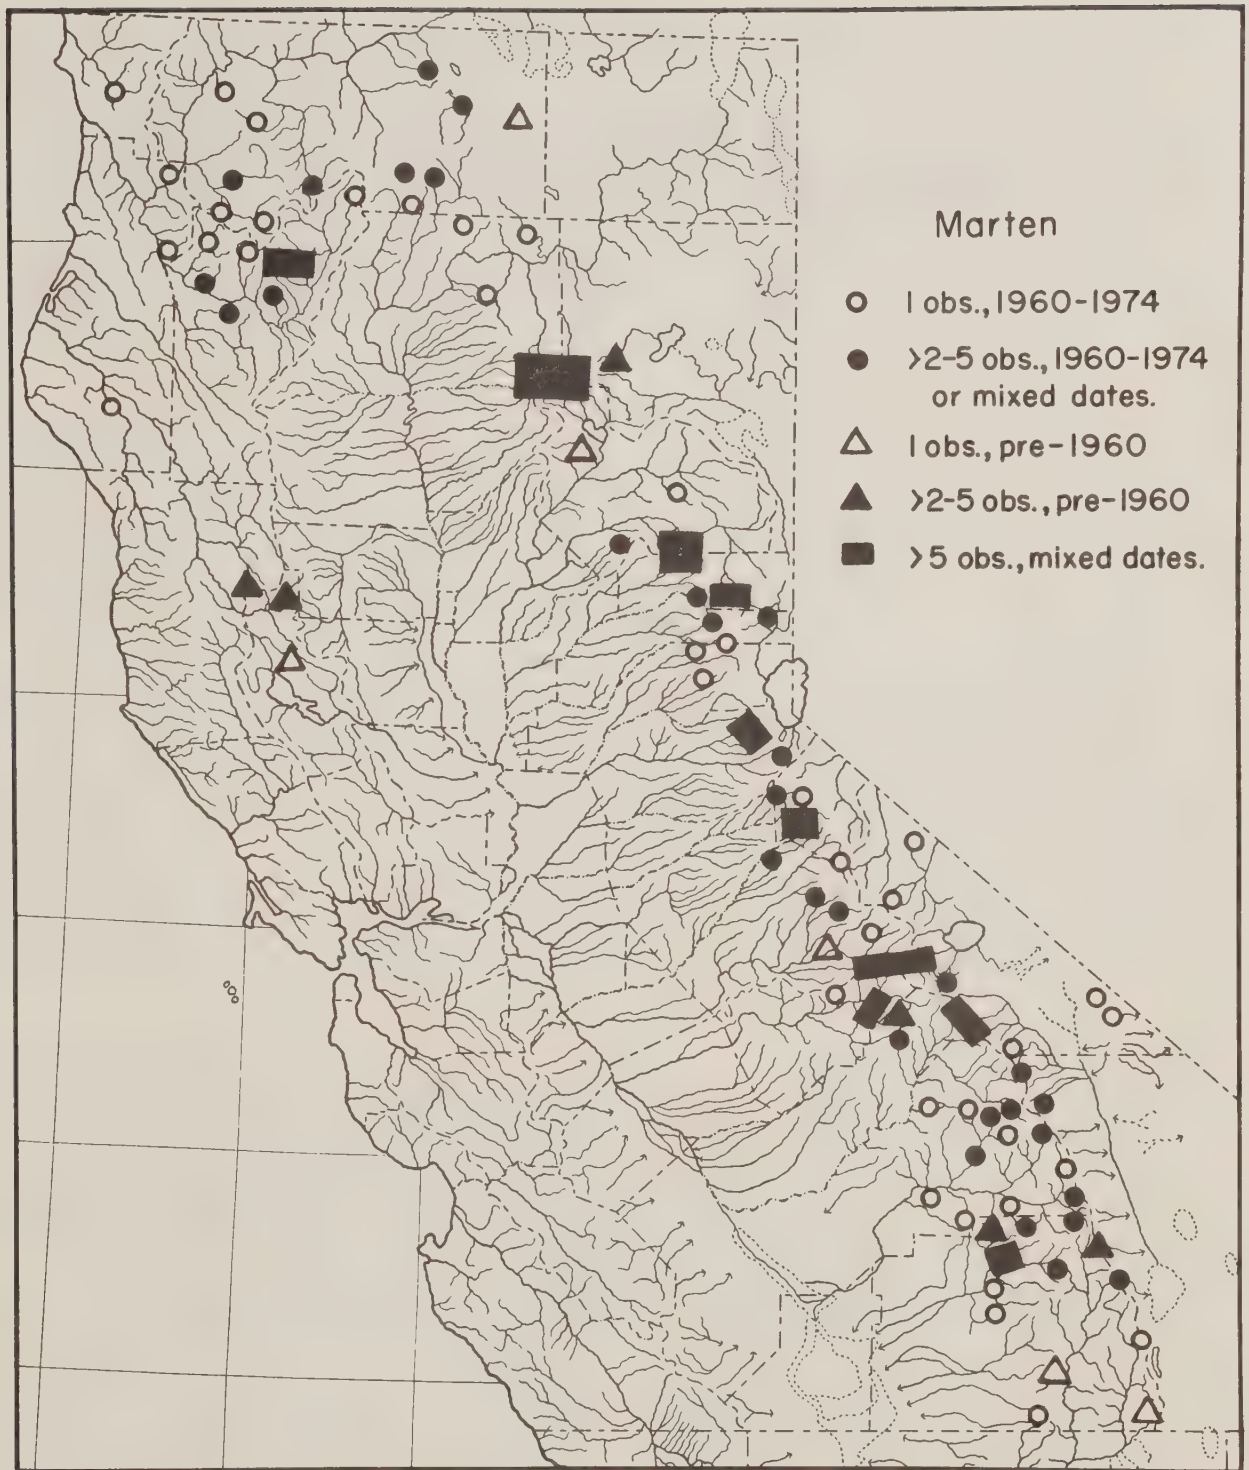 Marten
1 obs., 1960-1974
>2-5 obs., 1960-1974
or mixed dates.
1 obs., pre-1960
>2-5 obs., pre-1960
>5 obs., mixed dates.